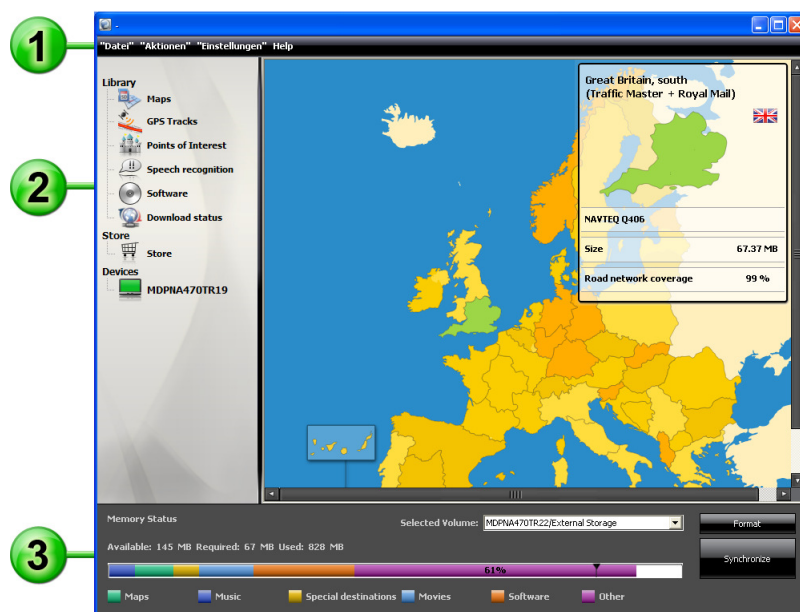 -
1
"Datei" "Aktionen" "Einstellungen" Help
2
Library
Maps
GPS Tracks
Points of Interest
Speech recognition
Software
Download status
Store
Store
Devices
MDPNA470TR19
Great Britain, south
(Traffic Master + Royal Mail)
NAVTEQ Q406
Size 67.37 MB
Road network coverage 99 %
3
Memory Status
Selected Volume: MDPNA470TR22/External Storage
Format
Available: 145 MB Required: 67 MB Used: 828 MB
Synchronize
61%
Maps Music Special destinations Movies Software Other